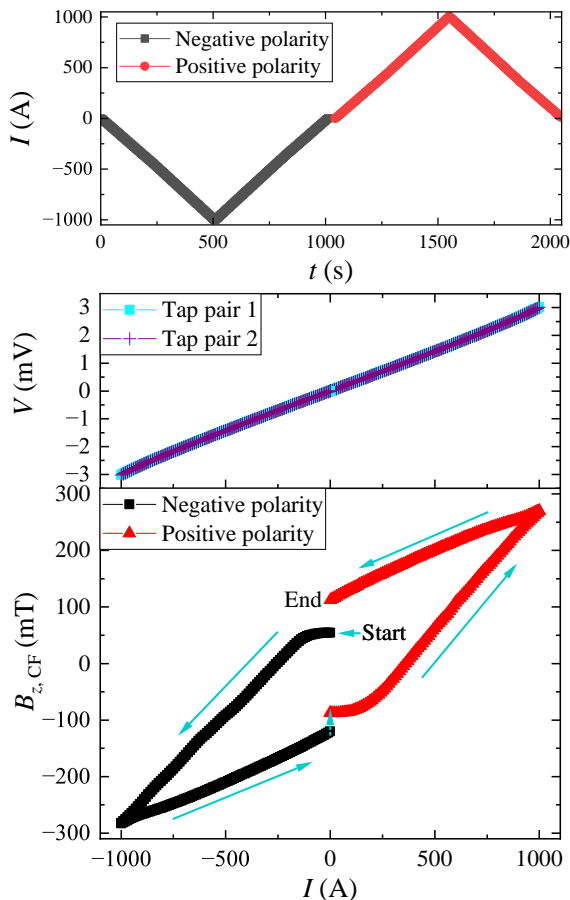 1000
500
0
−500
−1000
I (A)
Negative polarity
Positive polarity
0
500
1000
1500
2000
t (s)
3
2
1
0
−1
−2
−3
V (mV)
Tap pair 1
Tap pair 2
300
200
100
0
−100
−200
−300
B_{z, CF} (mT)
Negative polarity
Positive polarity
End
Start
−1000
−500
0
500
1000
I (A)